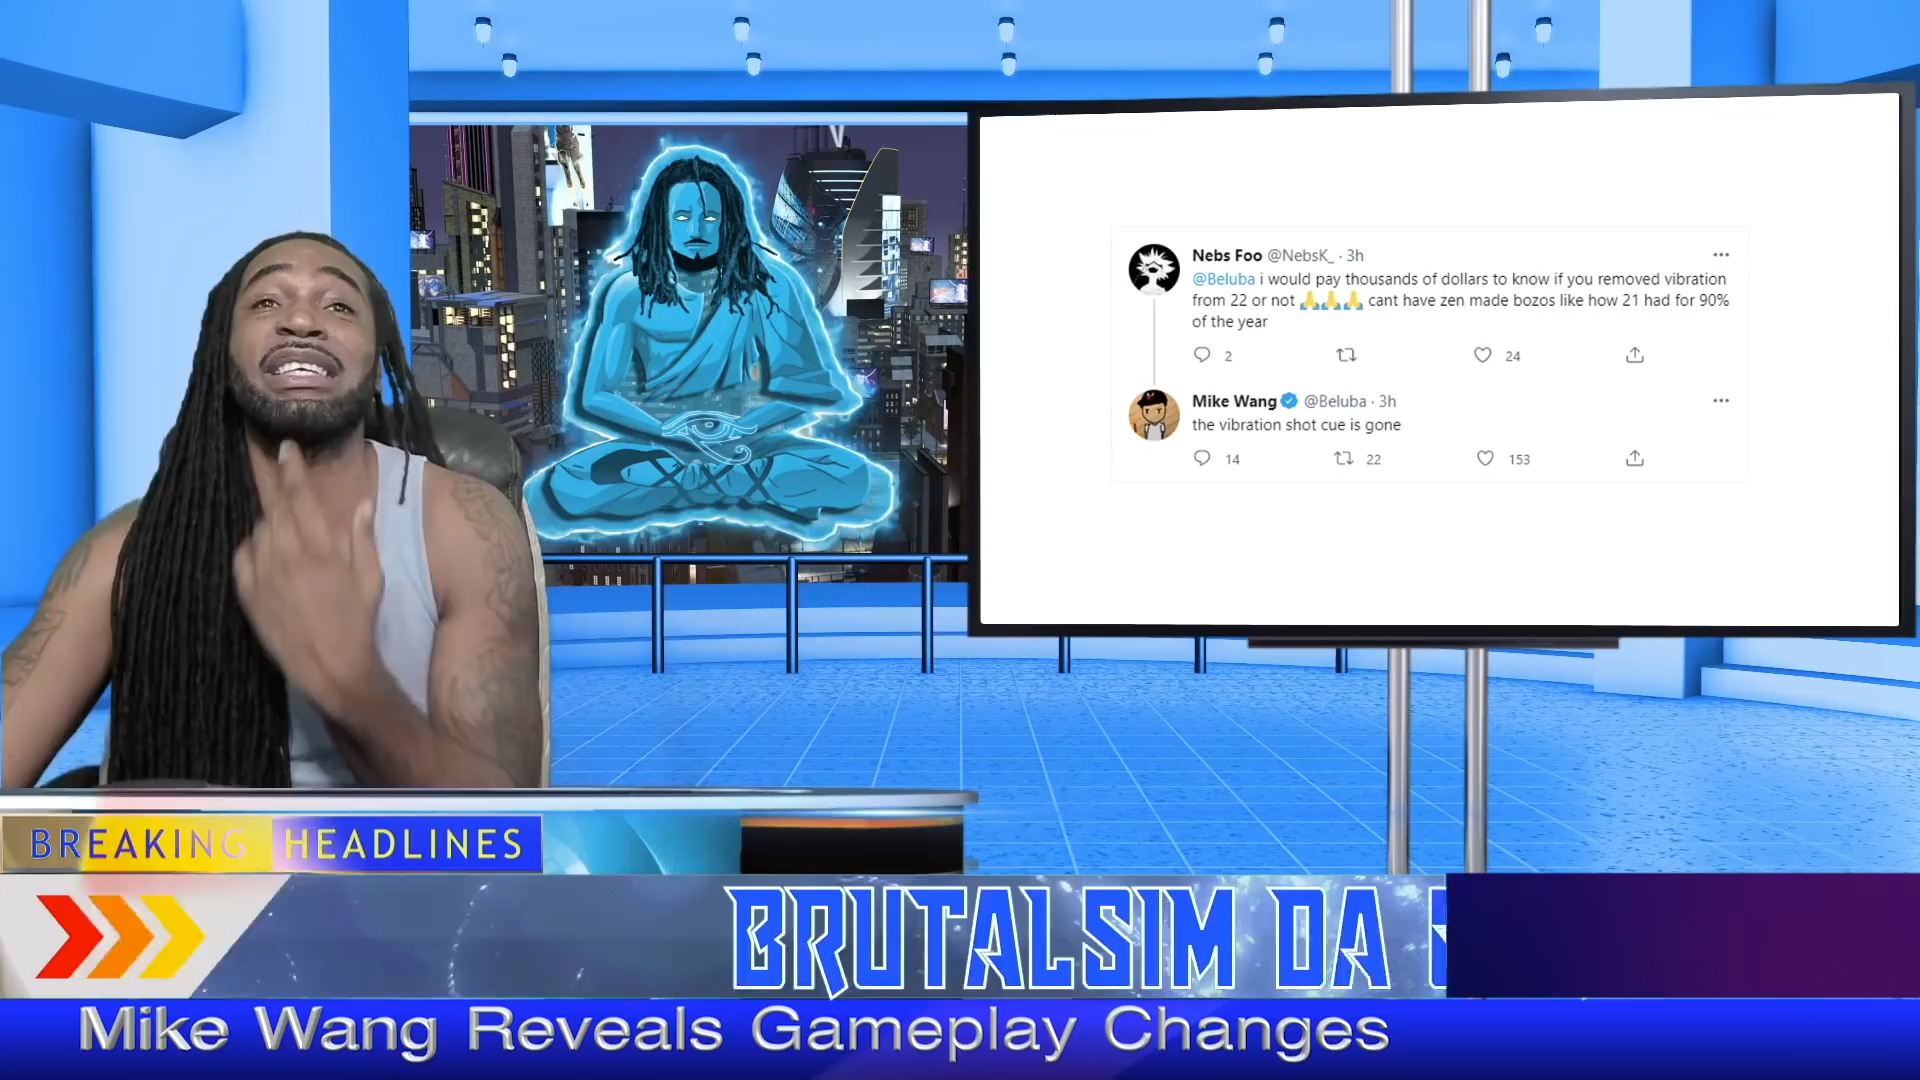 Nebs Foo @NebsK_ · 3h
@Beluba i would pay thousands of dollars to know if you removed vibration
from 22 or not 🙏🙏🙏 cant have zen made bozos like how 21 had for 90%
of the year
2 24
Mike Wang @Beluba · 3h
the vibration shot cue is gone
14 22 153
BREAKING HEADLINES
BRUTALSIM DA
Mike Wang Reveals Gameplay Changes